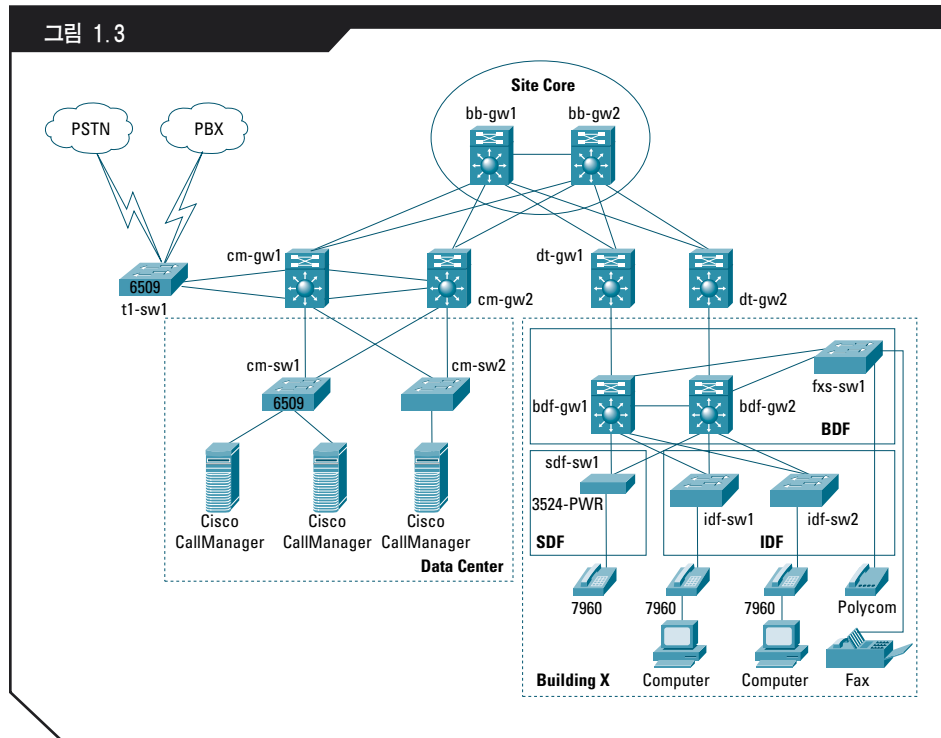 그림 1.3
Site Core
bb-gw1
bb-gw2
PSTN
PBX
cm-gw1
dt-gw1
6509
t1-sw1
cm-gw2
dt-gw2
cm-sw1
cm-sw2
fxs-sw1
6509
bdf-gw1
bdf-gw2
BDF
sdf-sw1
3524-PWR
idf-sw1
idf-sw2
SDF
IDF
Cisco
CallManager
Cisco
CallManager
Cisco
CallManager
Data Center
7960
7960
7960
Polycom
Building X
Computer
Computer
Fax